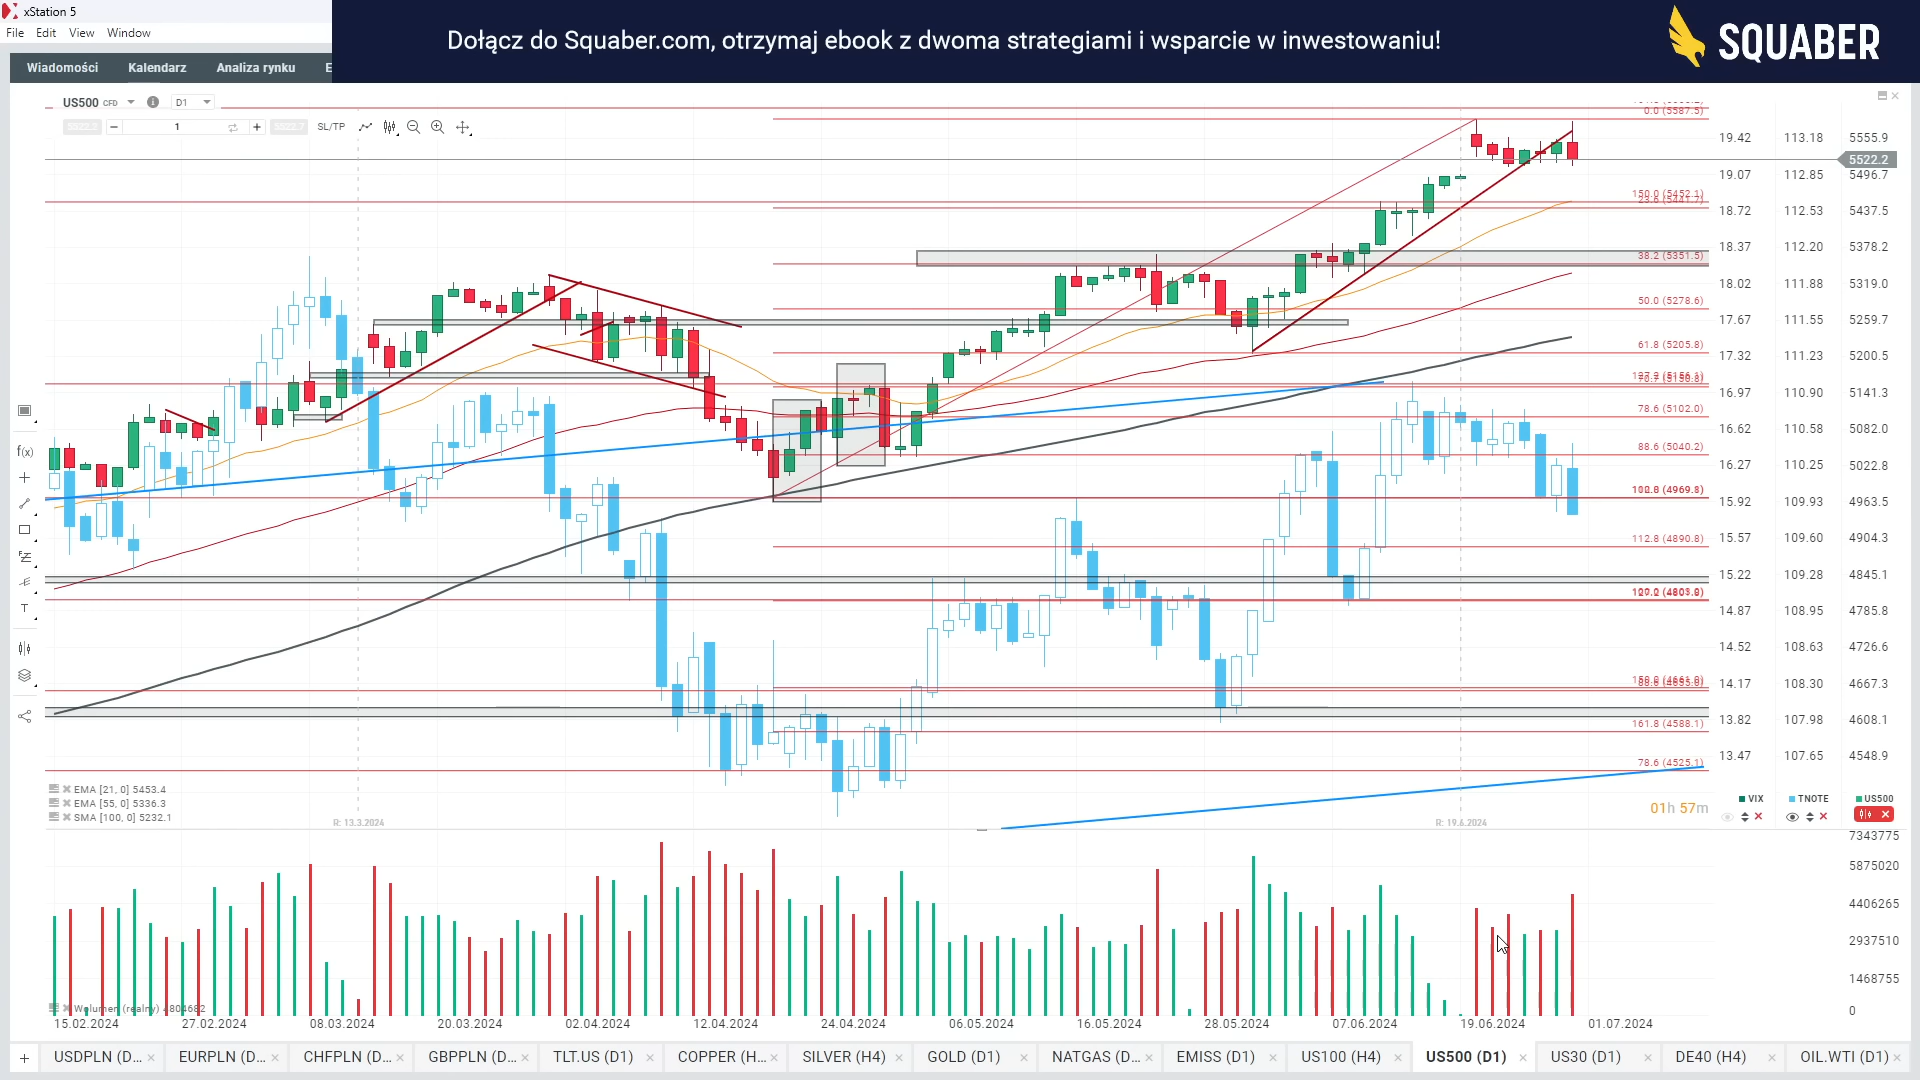 xStation 5
File Edit View Window
Dołącz do Squaber.com, otrzymaj ebook z dwoma strategiami i wsparcie w inwestowaniu!
SQUABER
Wiadomości Kalendarz Analiza rynku E
US500 CFD D1
1 SL/TP
0.0 (5587.5)
150.0 (5452.1)
38.2 (5351.5)
50.0 (5278.6)
61.8 (5205.8)
78.6 (5102.0)
88.6 (5040.2)
112.8 (4890.8)
161.8 (4588.1)
78.6 (4525.1)
19.42 113.18 5555.9
5522.2
19.07 112.85 5496.7
18.72 112.53 5437.5
18.37 112.20 5378.2
18.02 111.88 5319.0
17.67 111.55 5259.7
17.32 111.23 5200.5
16.97 110.90 5141.3
16.62 110.58 5082.0
16.27 110.25 5022.8
15.92 109.93 4963.5
15.57 109.60 4904.3
15.22 109.28 4845.1
14.87 108.95 4785.8
14.52 108.63 4726.6
14.17 108.30 4667.3
13.82 107.98 4608.1
13.47 107.65 4548.9
f(x)
T
EMA [21, 0] 5453.4
EMA [55, 0] 5336.3
SMA [100, 0] 5232.1
R: 13.3.2024
R: 19.6.2024
01h 57m
VIX TNOTE US500
7343775
5875020
4406265
2937510
1468755
0
Wolumen (realny) 4804682
15.02.2024 27.02.2024 08.03.2024 20.03.2024 02.04.2024 12.04.2024 24.04.2024 06.05.2024 16.05.2024 28.05.2024 07.06.2024 19.06.2024 01.07.2024
+ USDPLN (D... EURPLN (D... CHFPLN (D... GBPPLN (D... TLT.US (D1) COPPER (H... SILVER (H4) GOLD (D1) NATGAS (D... EMISS (D1) US100 (H4) US500 (D1) US30 (D1) DE40 (H4) OIL.WTI (D1)